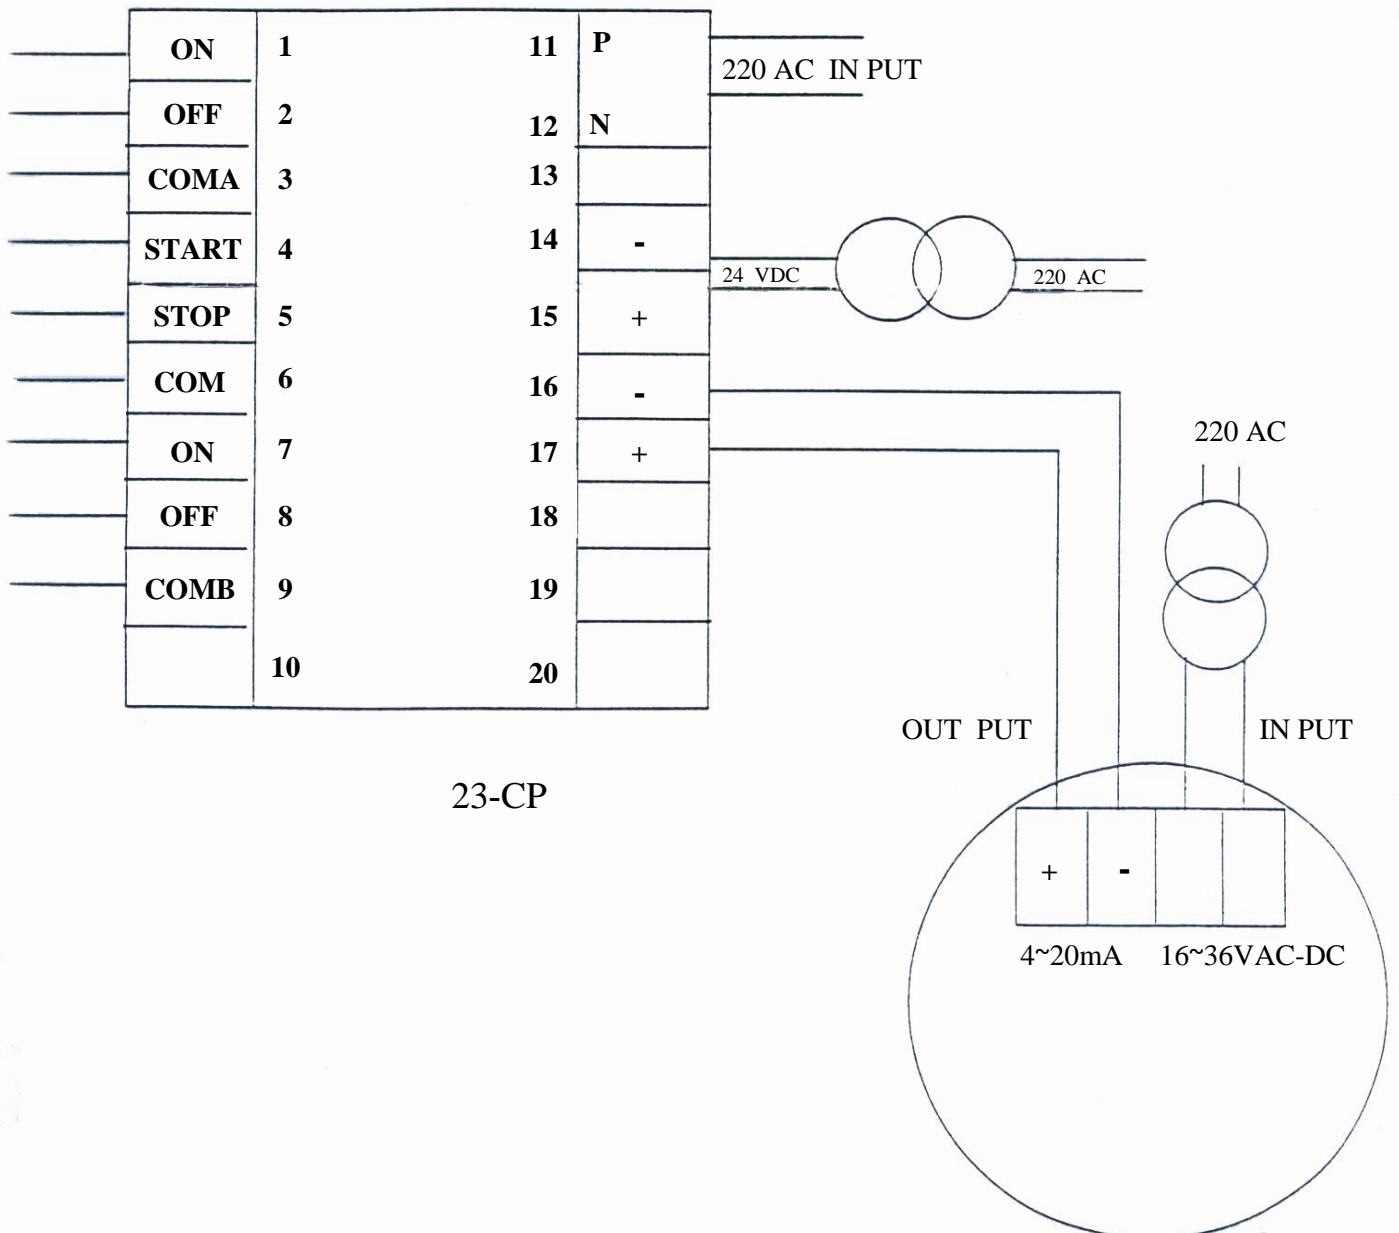 ON 1 11 P
220 AC IN PUT
OFF 2 12 N
COMA 3 13
START 4 14 -
24 VDC 220 AC
STOP 5 15 +
COM 6 16 -
220 AC
ON 7 17 +
OFF 8 18
COMB 9 19
10 20
OUT PUT IN PUT
23-CP
+ -
4~20mA 16~36VAC-DC